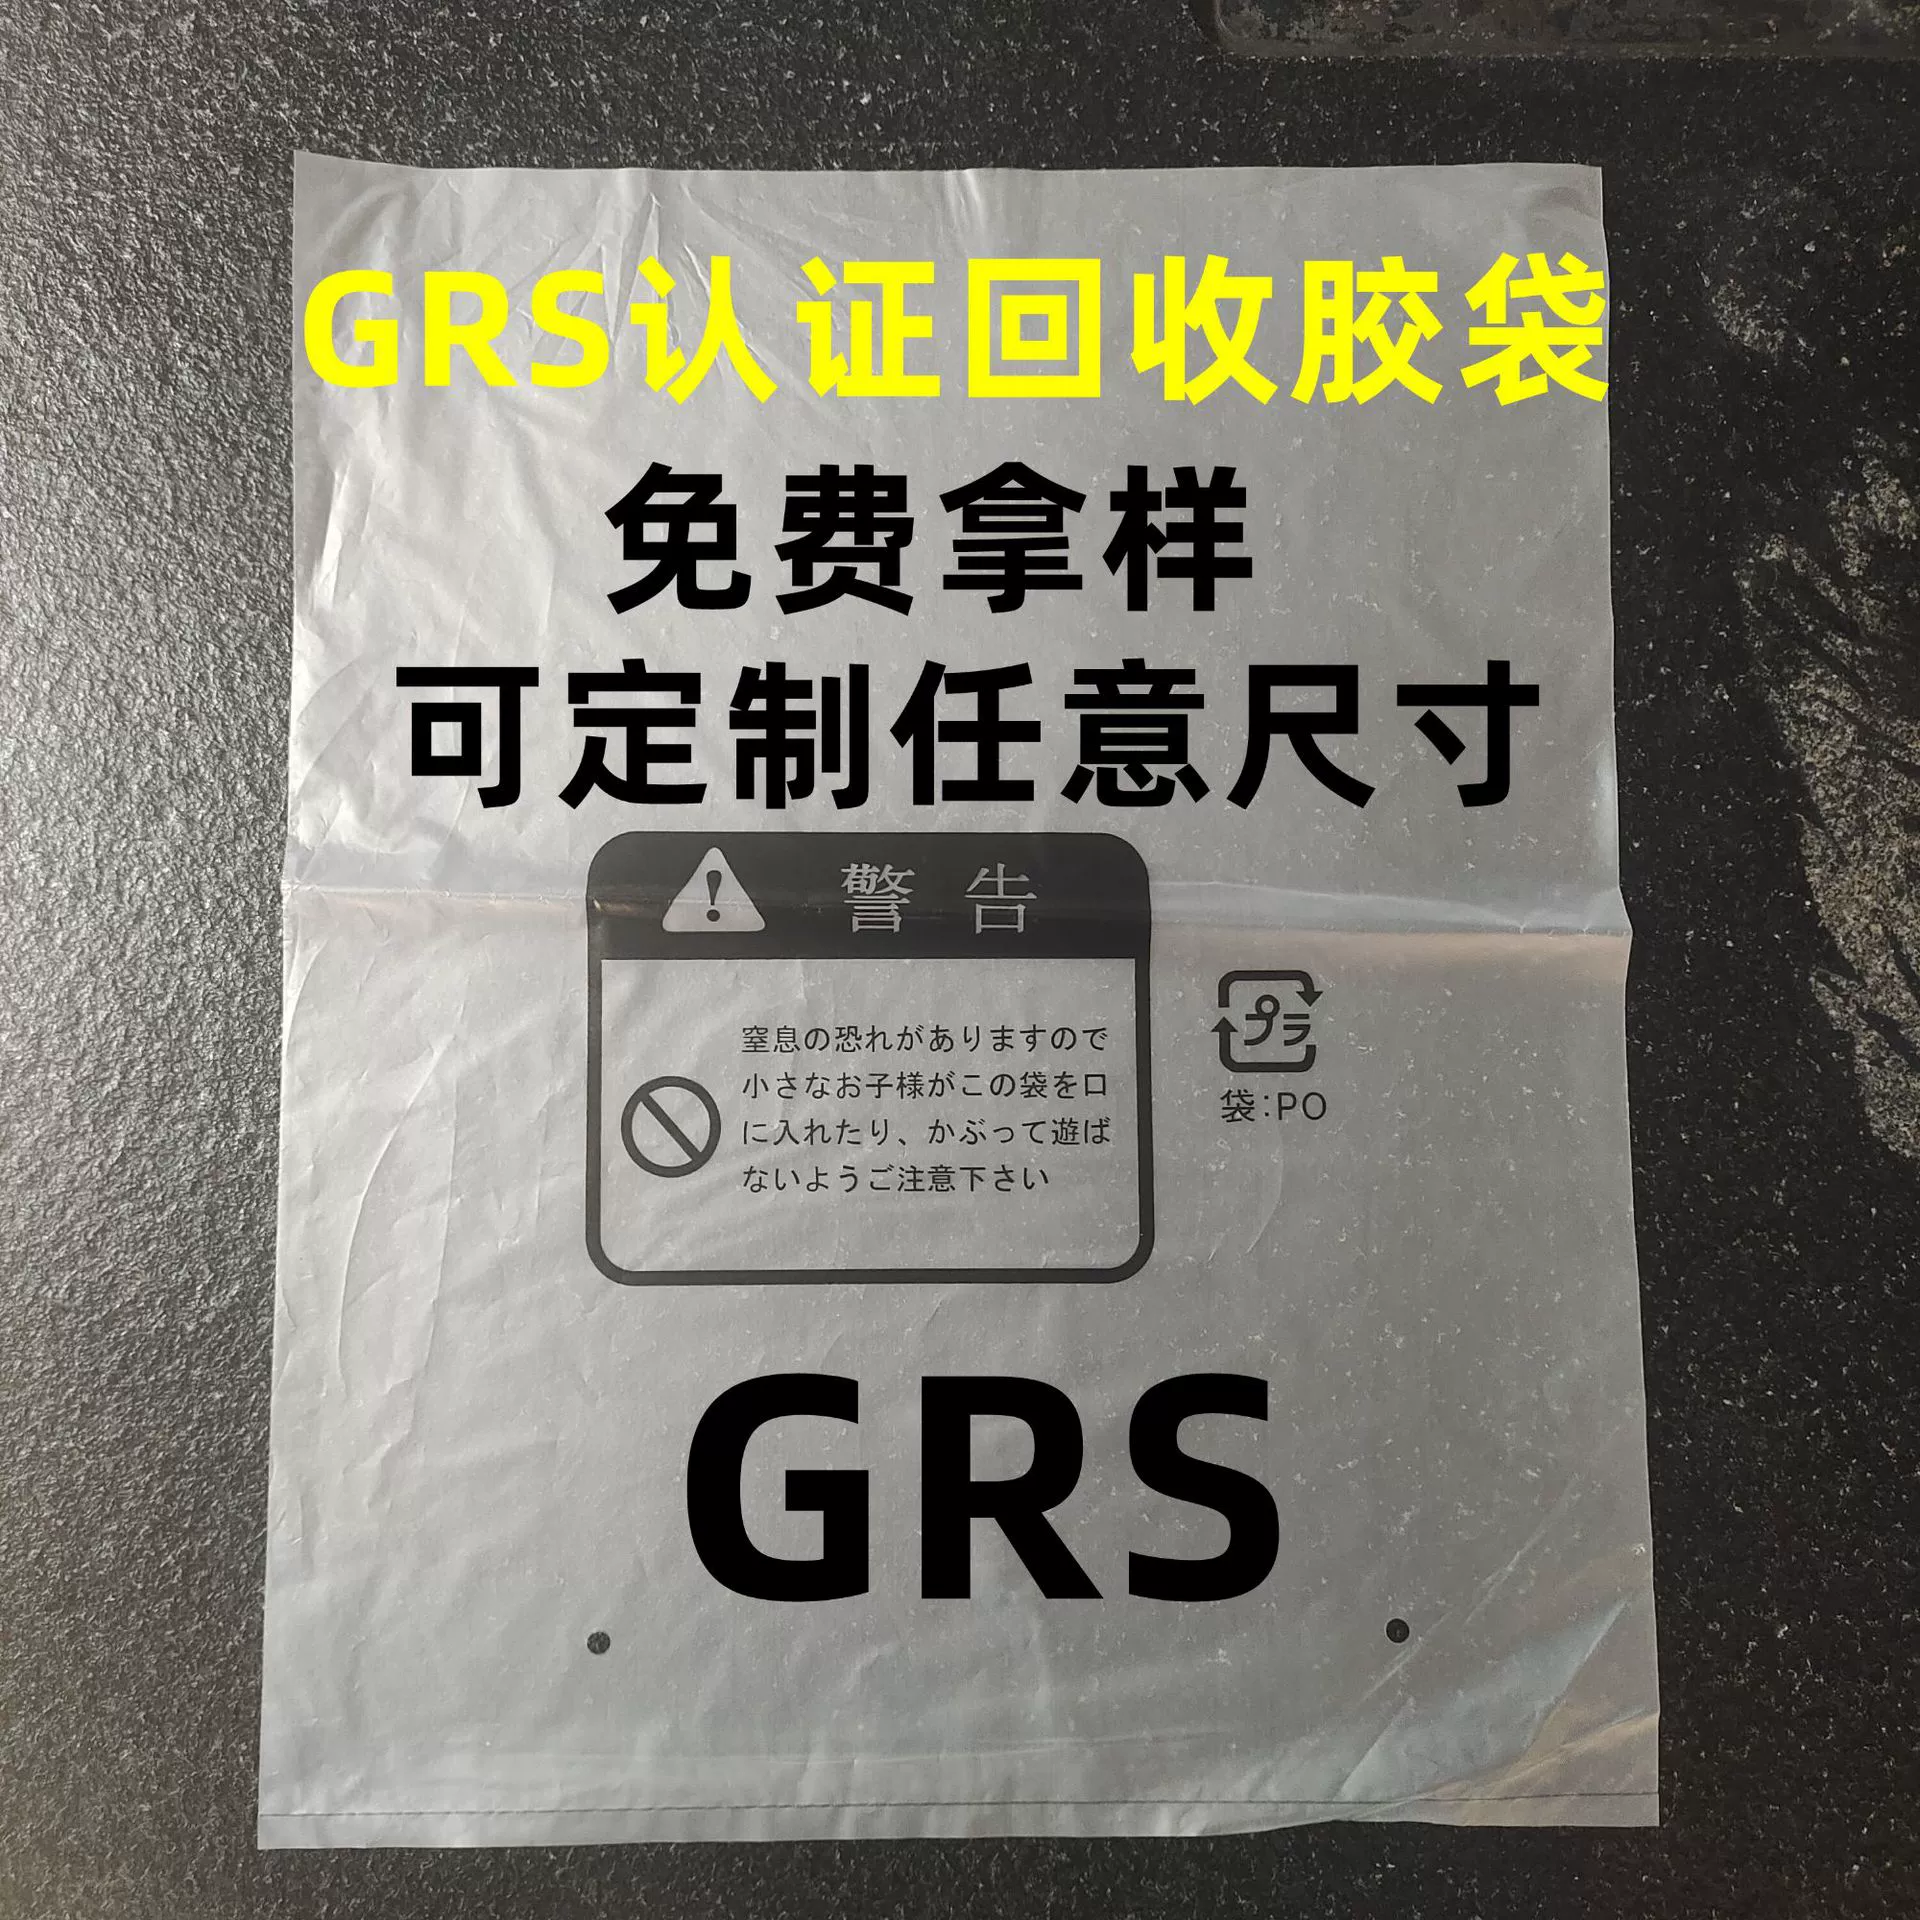 GRS认证回收胶袋
免费拿样
可定制任意尺寸
警告
窒息の恐れがありますので
小さなお子様がこの袋を口
に入れたり、かぶって遊ば
ないようご注意下さい
プラ
袋:PO
GRS